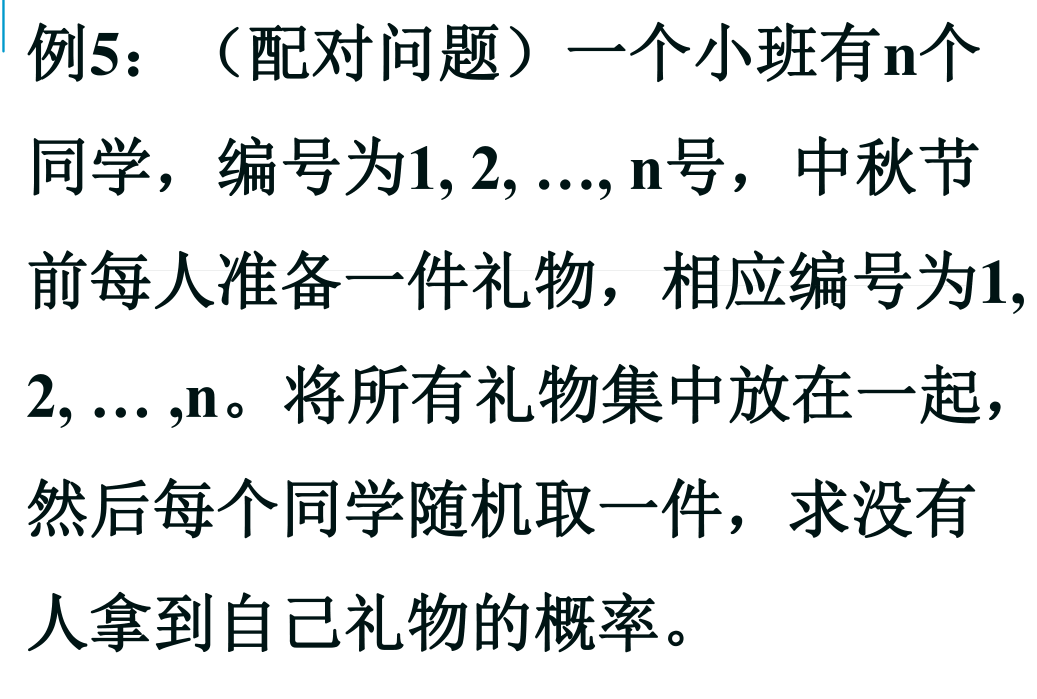 例5：（配对问题）一个小班有n个
同学，编号为1, 2, …, n号，中秋节
前每人准备一件礼物，相应编号为1,
2, … ,n。将所有礼物集中放在一起，
然后每个同学随机取一件，求没有
人拿到自己礼物的概率。